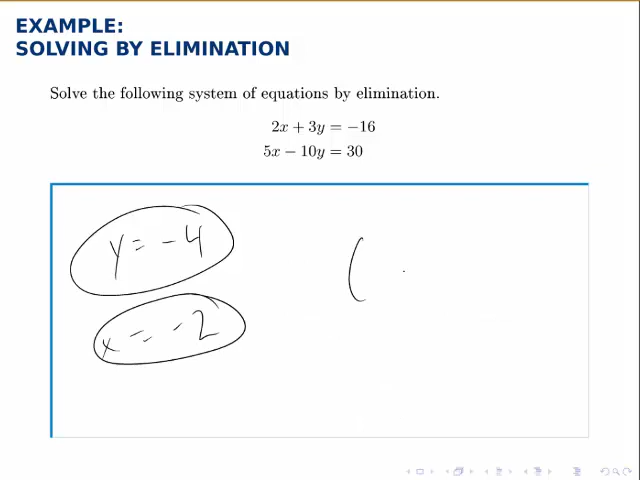 EXAMPLE:
SOLVING BY ELIMINATION
Solve the following system of equations by elimination.
2x + 3y = −16
5x − 10y = 30
y = -4
x = -2
(